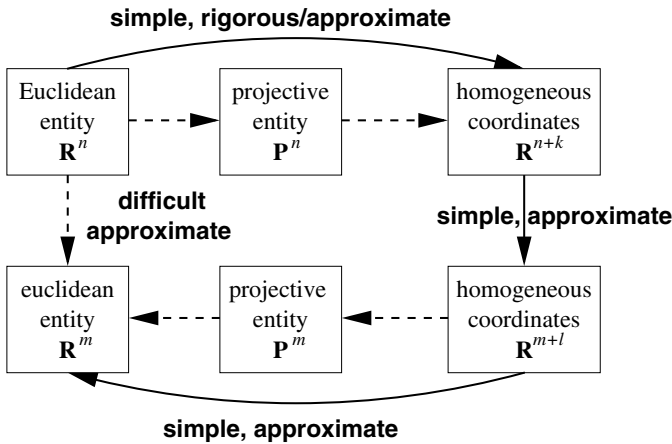 simple, rigorous/approximate
Euclidean
entity
R^n
projective
entity
P^n
homogeneous
coordinates
R^{n+k}
difficult
approximate
simple, approximate
euclidean
entity
R^m
projective
entity
P^m
homogeneous
coordinates
R^{m+l}
simple, approximate